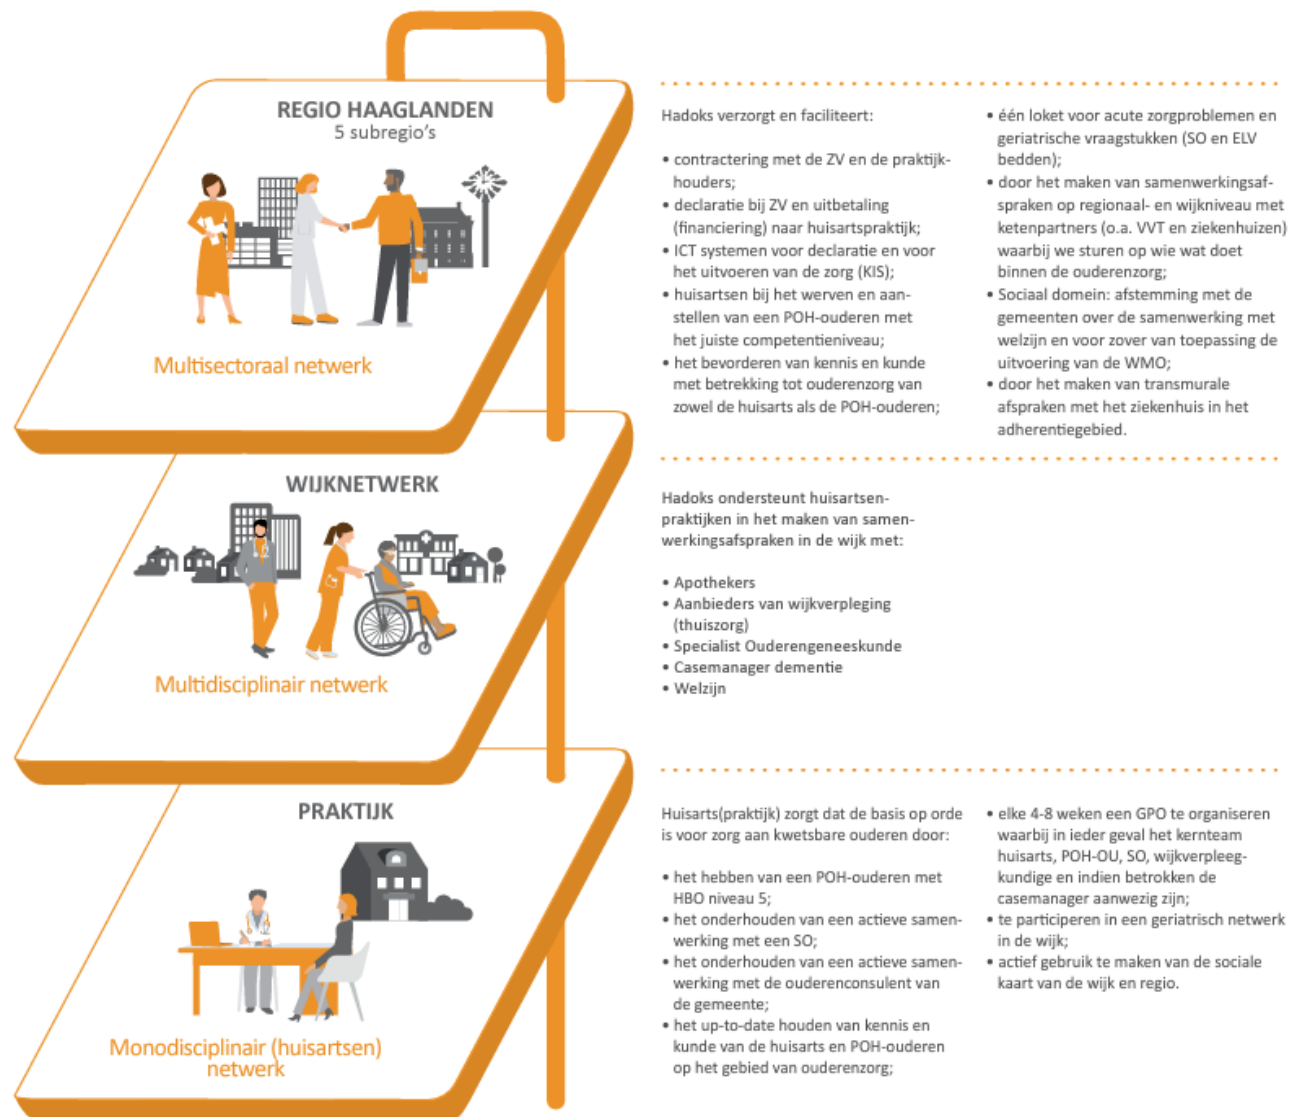 REGIO HAAGLANDEN
5 subregio's
Multisectoraal netwerk
Hadoks verzorgt en faciliteert:
• contractering met de ZV en de praktijk-
houders;
• declaratie bij ZV en uitbetaling
(financiering) naar huisartspraktijk;
• ICT systemen voor declaratie en voor
het uitvoeren van de zorg (KIS);
• huisartsen bij het werven en aan-
stellen van een POH-ouderen met
het juiste competentieniveau;
• het bevorderen van kennis en kunde
met betrekking tot ouderenzorg van
zowel de huisarts als de POH-ouderen;
• één loket voor acute zorgproblemen en
geriatrische vraagstukken (SO en ELV
bedden);
• door het maken van samenwerkingsaf-
spraken op regionaal- en wijkniveau met
ketenpartners (o.a. VVT en ziekenhuizen)
waarbij we sturen op wie wat doet
binnen de ouderenzorg;
• Sociaal domein: afstemming met de
gemeenten over de samenwerking met
welzijn en voor zover van toepassing de
uitvoering van de WMO;
• door het maken van transmurale
afspraken met het ziekenhuis in het
adherentiegebied.
WIJKNETWERK
Multidisciplinair netwerk
Hadoks ondersteunt huisartsen-
praktijken in het maken van samen-
werkingsafspraken in de wijk met:
• Apothekers
• Aanbieders van wijkverpleging
(thuiszorg)
• Specialist Ouderengeneeskunde
• Casemanager dementie
• Welzijn
PRAKTIJK
Monodisciplinair (huisartsen)
netwerk
Huisarts(praktijk) zorgt dat de basis op orde
is voor zorg aan kwetsbare ouderen door:
• het hebben van een POH-ouderen met
HBO niveau 5;
• het onderhouden van een actieve samen-
werking met een SO;
• het onderhouden van een actieve samen-
werking met de ouderenconsulent van
de gemeente;
• het up-to-date houden van kennis en
kunde van de huisarts en POH-ouderen
op het gebied van ouderenzorg;
• elke 4-8 weken een GPO te organiseren
waarbij in ieder geval het kernteam
huisarts, POH-OU, SO, wijkverpleeg-
kundige en indien betrokken de
casemanager aanwezig zijn;
• te participeren in een geriatrisch netwerk
in de wijk;
• actief gebruik te maken van de sociale
kaart van de wijk en regio.